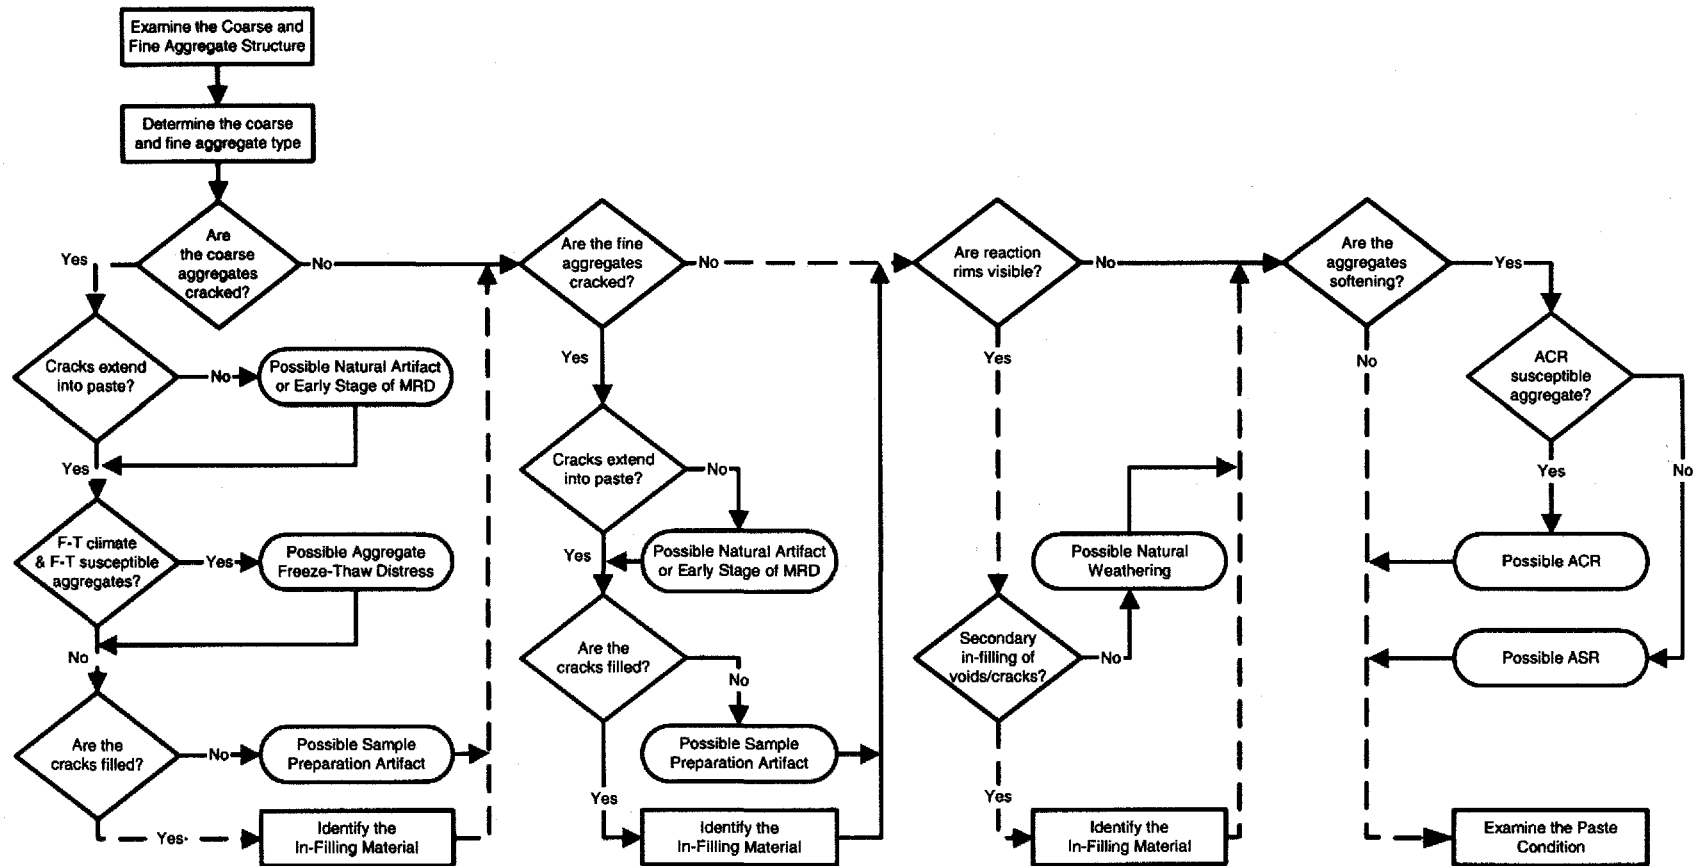 Examine the Coarse and
Fine Aggregate Structure
Determine the coarse
and fine aggregate type
Are
the coarse
aggregates
cracked?
Yes
No
Cracks extend
into paste?
No
Possible Natural Artifact
or Early Stage of MRD
Yes
F-T climate
& F-T susceptible
aggregates?
Yes
Possible Aggregate
Freeze-Thaw Distress
No
Are the
cracks filled?
No
Possible Sample
Preparation Artifact
Yes
Identify the
In-Filling Material
Are the fine
aggregates
cracked?
No
Yes
Cracks extend
into paste?
No
Possible Natural Artifact
or Early Stage of MRD
Yes
Are the
cracks filled?
No
Possible Sample
Preparation Artifact
Yes
Identify the
In-Filling Material
Are reaction
rims visible?
No
Yes
Possible Natural
Weathering
Secondary
in-filling of
voids/cracks?
No
Yes
Identify the
In-Filling Material
Are the
aggregates
softening?
Yes
No
ACR
susceptible
aggregate?
Yes
No
Possible ACR
Possible ASR
Examine the Paste
Condition